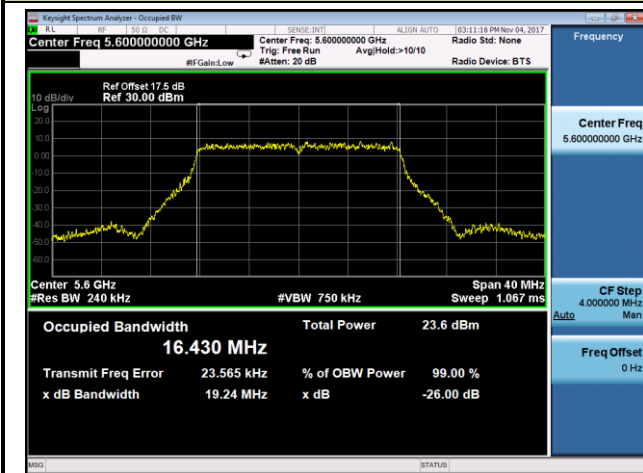 Keysight Spectrum Analyzer - Occupied BW
RL RF 50 Ω DC SENSE:INT ALIGN AUTO 03:11:16 PM Nov 04, 2017
Center Freq 5.600000000 GHz Center Freq: 5.600000000 GHz Radio Std: None Frequency
Trig: Free Run Avg|Hold:>10/10
#IFGain:Low #Atten: 20 dB Radio Device: BTS
Ref Offset 17.5 dB
10 dB/div Ref 30.00 dBm
Log
20.0
10.0
0.00
-10.0
-20.0
-30.0
-40.0
-50.0
-60.0
Center Freq
5.600000000 GHz
Center 5.6 GHz Span 40 MHz
#Res BW 240 kHz #VBW 750 kHz Sweep 1.067 ms
CF Step
4.000000 MHz
Auto Man
Occupied Bandwidth Total Power 23.6 dBm
16.430 MHz
Freq Offset
0 Hz
Transmit Freq Error 23.565 kHz % of OBW Power 99.00 %
x dB Bandwidth 19.24 MHz x dB -26.00 dB
MSG STATUS